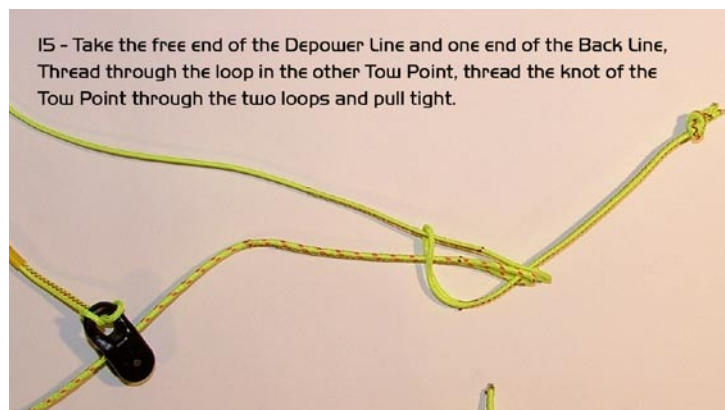 15 - Take the free end of the Depower Line and one end of the Back Line,
Thread through the loop in the other Tow Point, thread the knot of the
Tow Point through the two loops and pull tight.